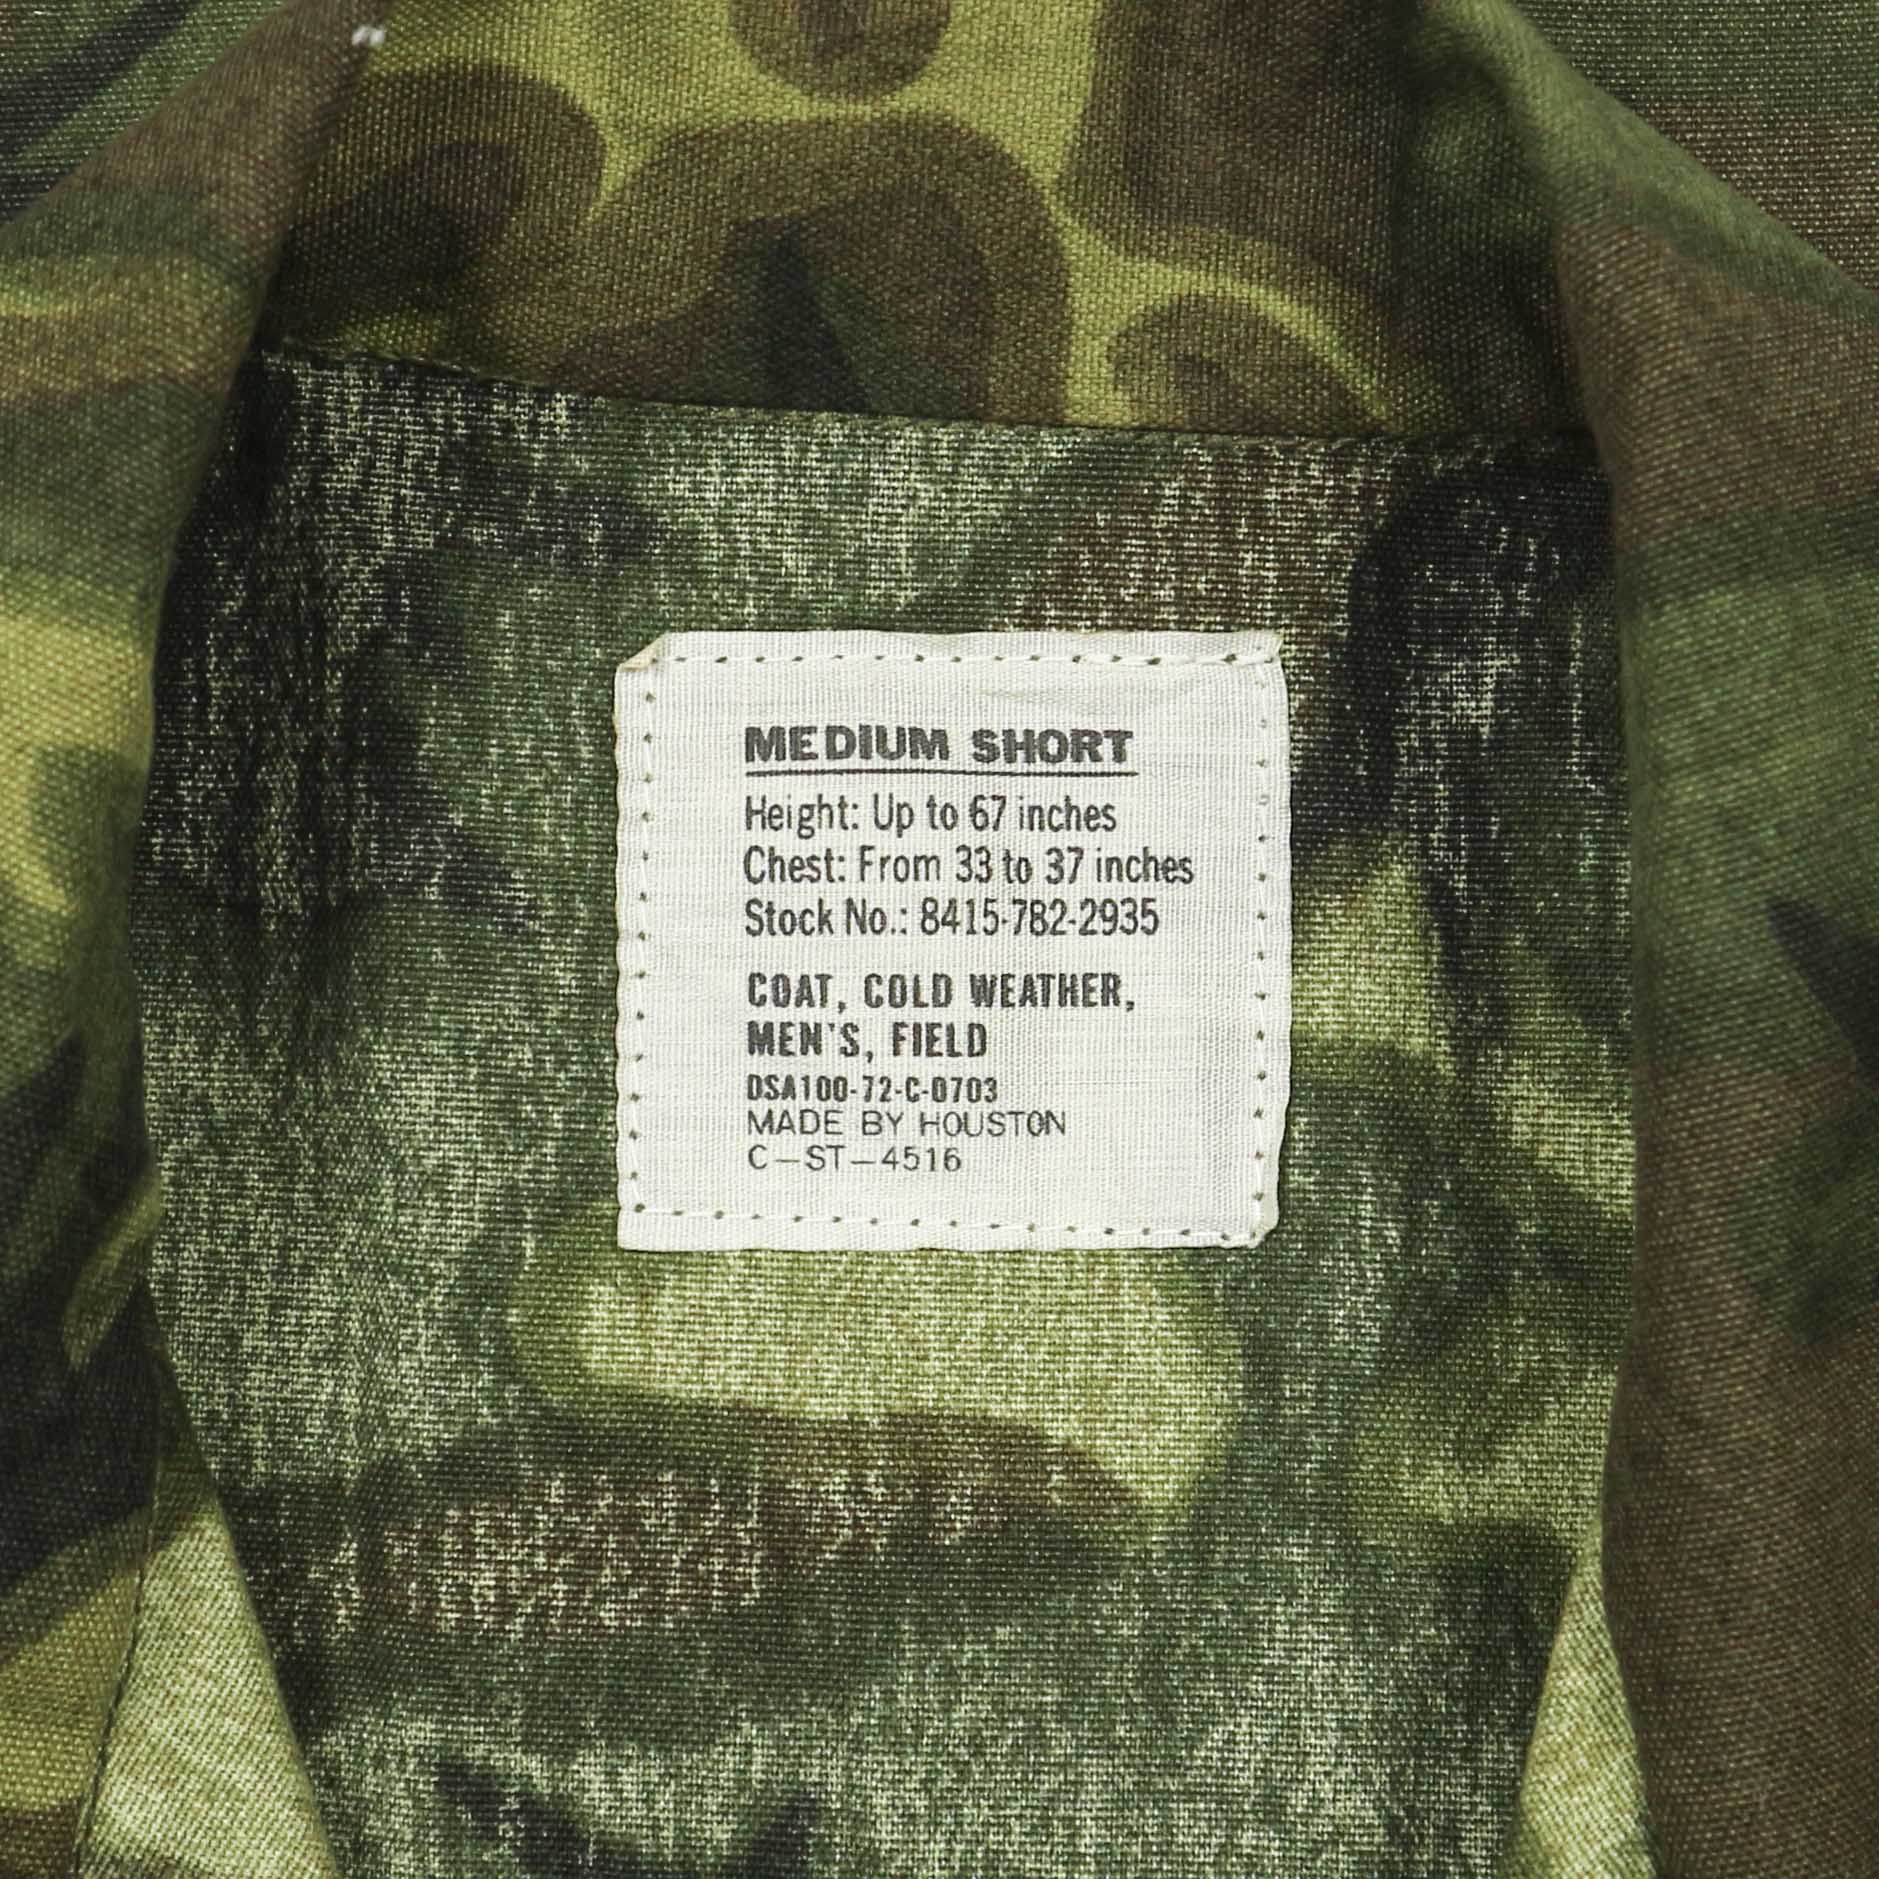 MEDIUM SHORT
Height: Up to 67 inches
Chest: From 33 to 37 inches
Stock No.: 8415-782-2935
COAT, COLD WEATHER,
MEN'S, FIELD
DSA100-72-C-0703
MADE BY HOUSTON
C-ST-4516